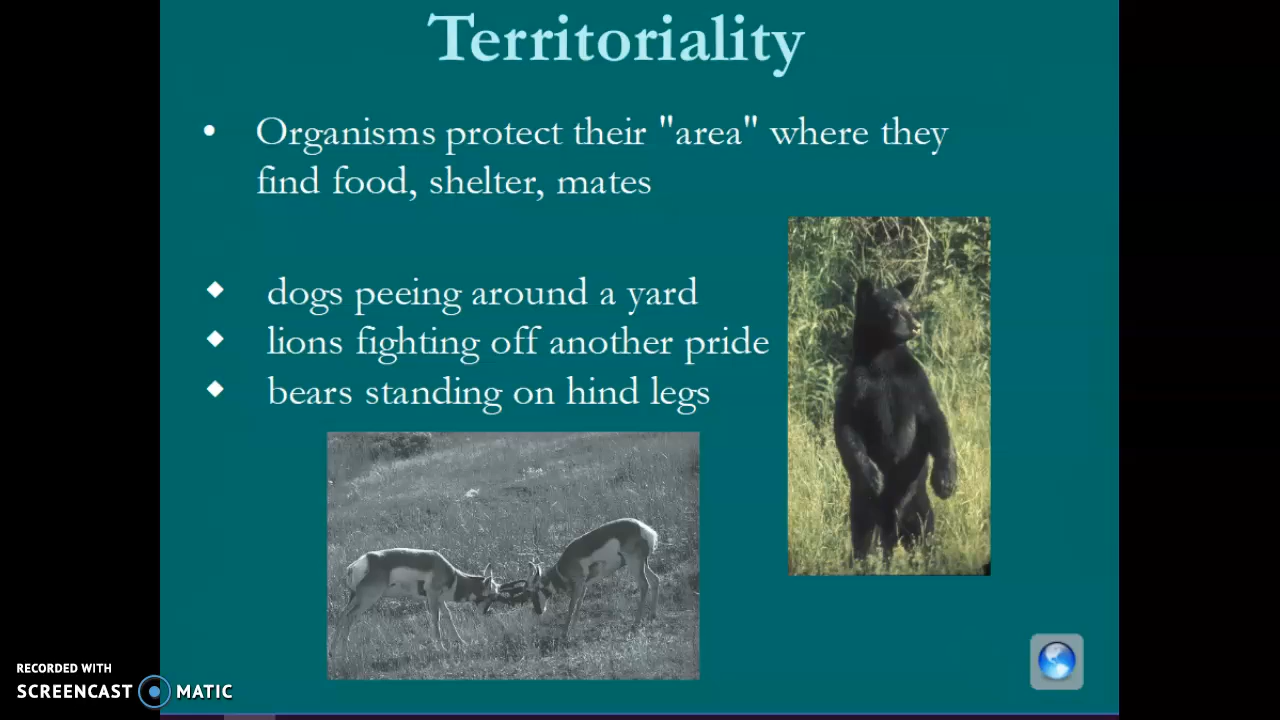 Territoriality
• Organisms protect their "area" where they
find food, shelter, mates
◆ dogs peeing around a yard
◆ lions fighting off another pride
◆ bears standing on hind legs
RECORDED WITH
SCREENCAST MATIC